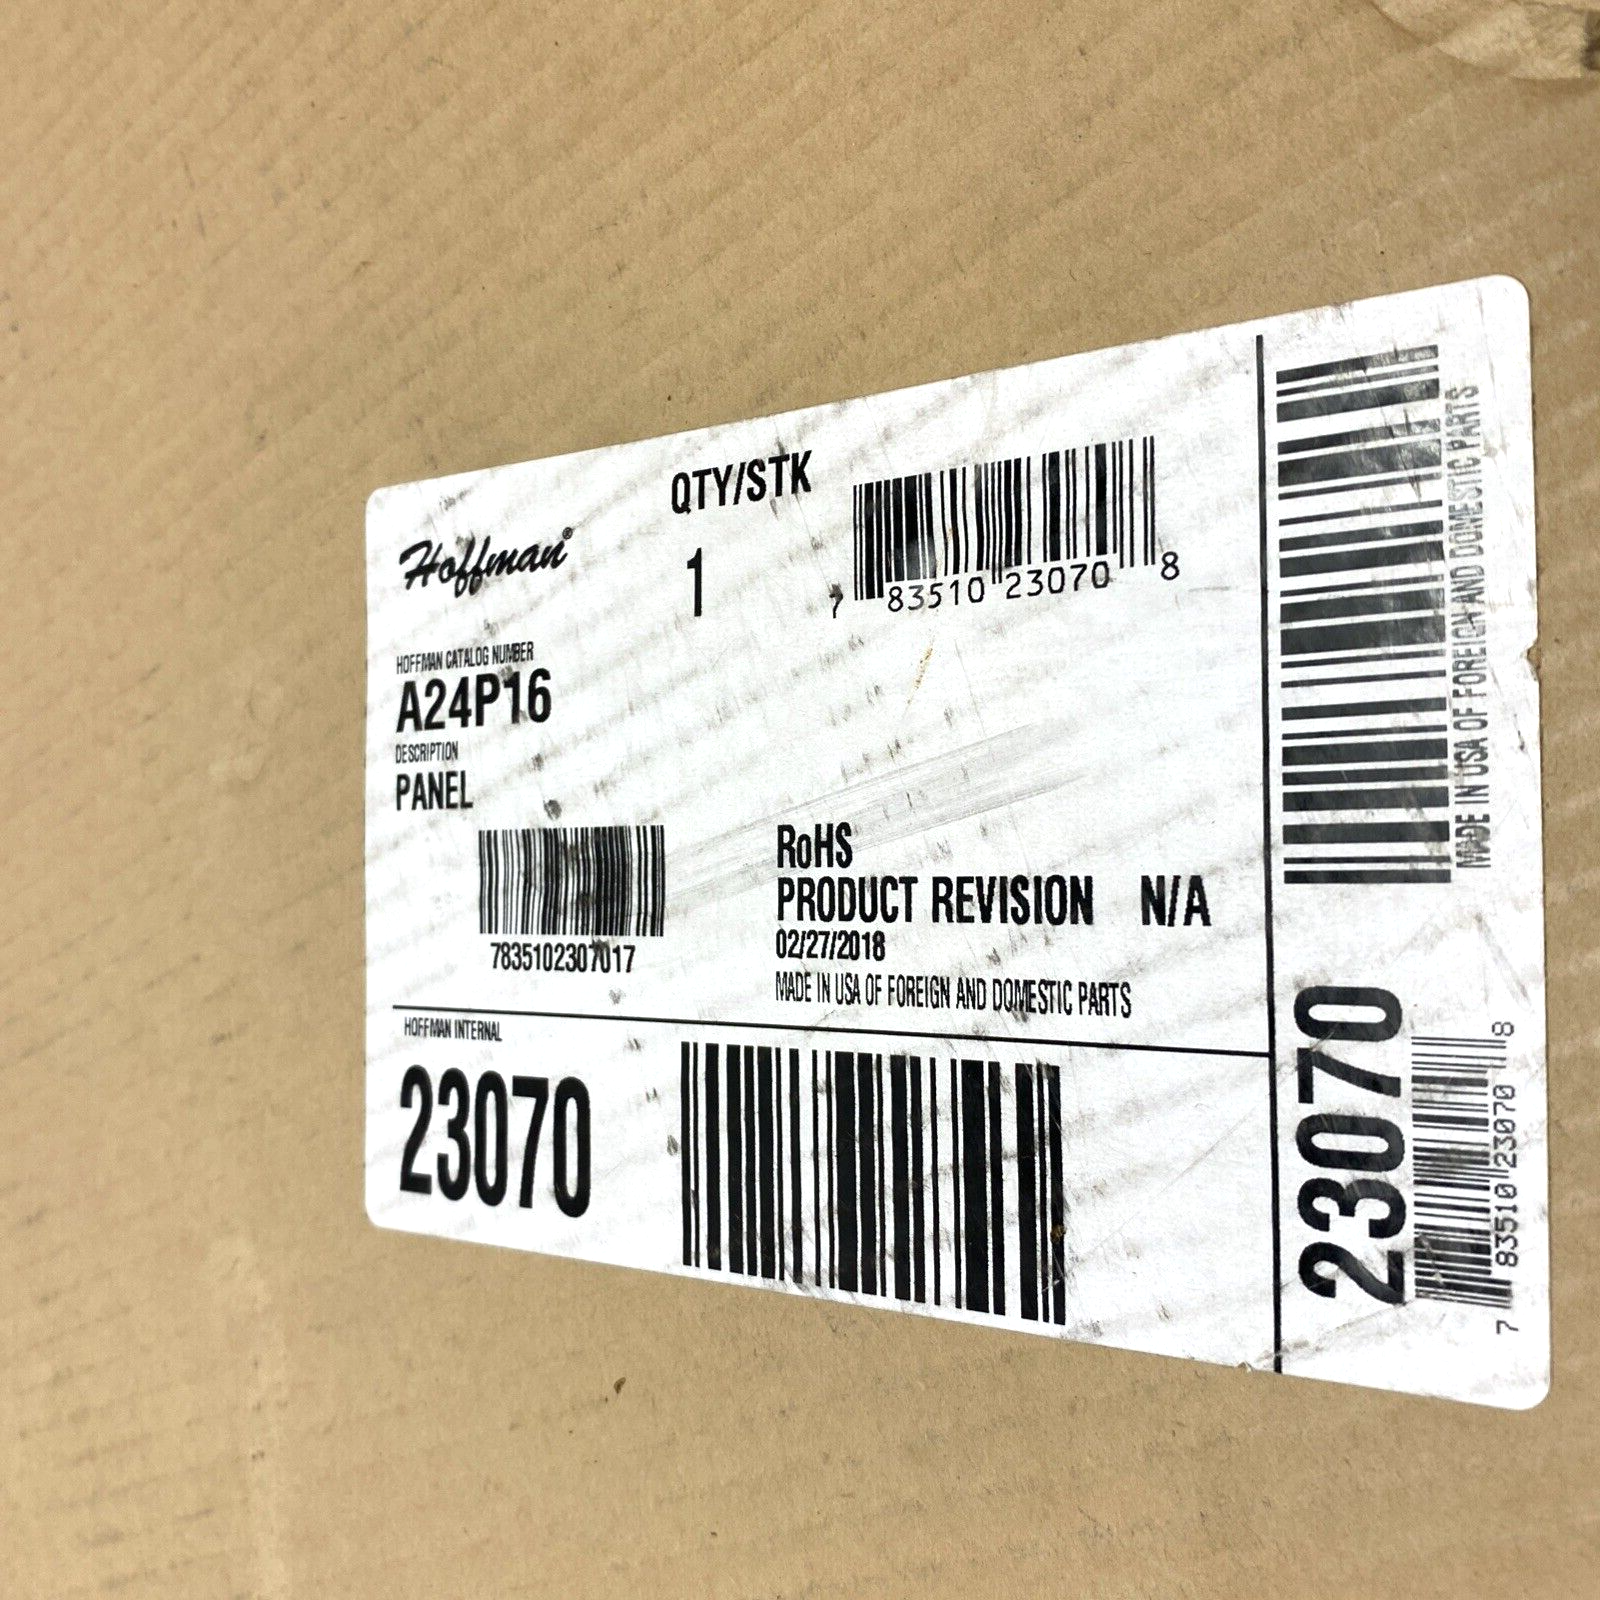 Hoffman®
QTY/STK
1
7 83510 23070 8
HOFFMAN CATALOG NUMBER
A24P16
DESCRIPTION
PANEL
7835102307017
RoHS
PRODUCT REVISION N/A
02/27/2018
MADE IN USA OF FOREIGN AND DOMESTIC PARTS
HOFFMAN INTERNAL
23070
MADE IN USA OF FOREIGN AND DOMESTIC PARTS
23070
7 83510 23070 8